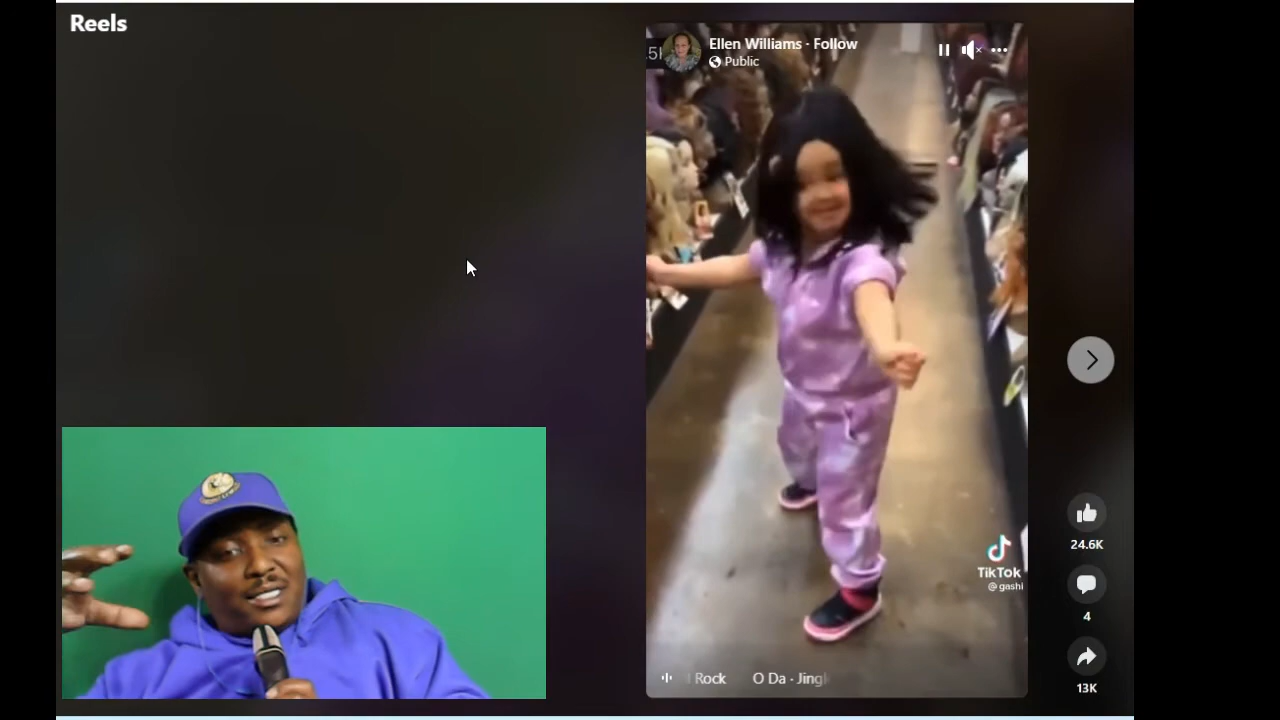 Reels
Ellen Williams · Follow
Public
TikTok
@gashi
Rock
O Da · Jingl
24.6K
4
13K